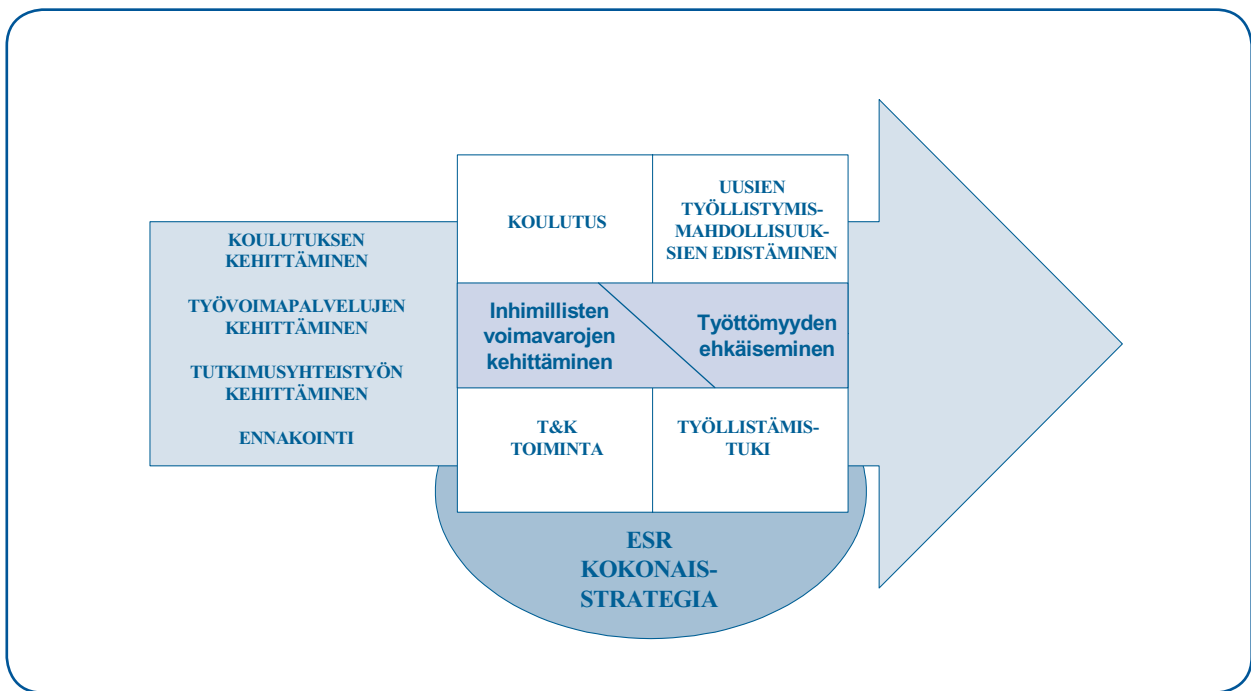 KOULUTUKSEN
KEHITTÄMINEN
TYÖVOIMAPALVELUJEN
KEHITTÄMINEN
TUTKIMUSYHTEISTYÖN
KEHITTÄMINEN
ENNAKOINTI
KOULUTUS
UUSIEN
TYÖLLISTYMIS-
MAHDOLLISUUK-
SIEN EDISTÄMINEN
Inhimillisten
voimavarojen
kehittäminen
Työttömyyden
ehkäiseminen
T&K
TOIMINTA
TYÖLLISTÄMIS-
TUKI
ESR
KOKONAIS-
STRATEGIA